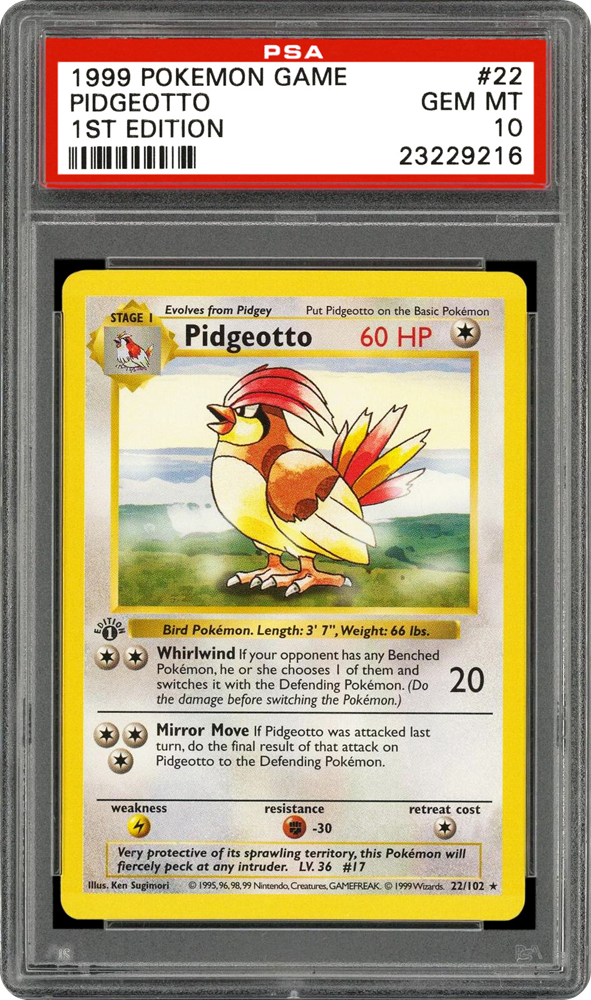 PSA
1999 POKEMON GAME #22
PIDGEOTTO GEM MT
1ST EDITION 10
23229216
Evolves from Pidgey Put Pidgeotto on the Basic Pokémon
STAGE 1
Pidgeotto 60 HP
EDITION
1
Bird Pokémon. Length: 3' 7", Weight: 66 lbs.
Whirlwind If your opponent has any Benched
Pokémon, he or she chooses 1 of them and
switches it with the Defending Pokémon. (Do
the damage before switching the Pokémon.)
20
Mirror Move If Pidgeotto was attacked last
turn, do the final result of that attack on
Pidgeotto to the Defending Pokémon.
weakness resistance retreat cost
-30
Very protective of its sprawling territory, this Pokémon will
fiercely peck at any intruder. LV. 36 #17
Illus. Ken Sugimori © 1995, 96, 98, 99 Nintendo, Creatures, GAMEFREAK. © 1999 Wizards. 22/102 ★